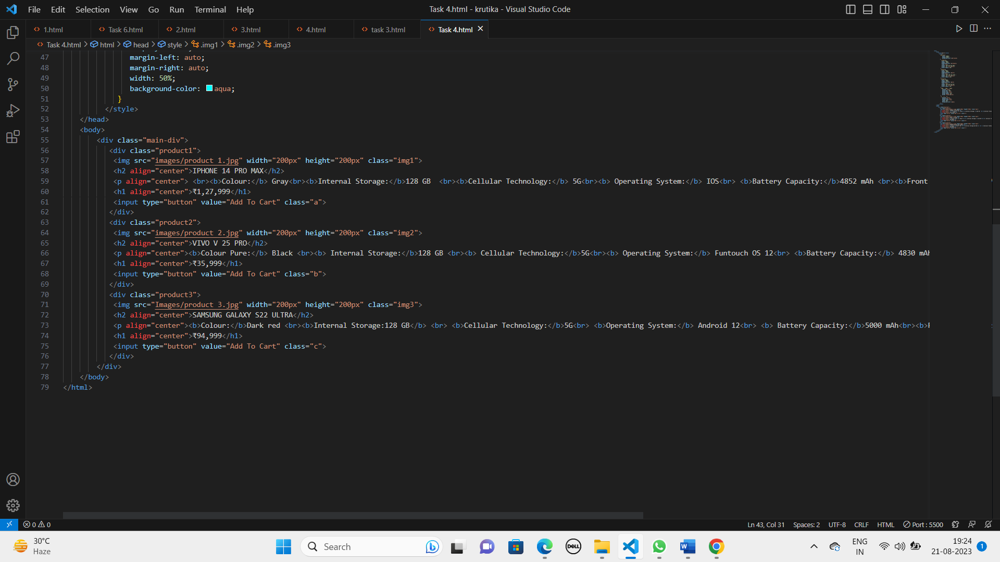 File Edit Selection View Go Run Terminal Help
Task 4.html - krutika - Visual Studio Code
1.html Task 6.html 2.html 3.html 4.html task 3.html Task 4.html
Task 4.html > html > head > style > .img1 > .img2 > .img3
47 margin-left: auto;
48 margin-right: auto;
49 width: 50%;
50 background-color: aqua;
51 }
52 </style>
53 </head>
54 <body>
55 <div class="main-div">
56 <div class="product1">
57 <img src="images/product 1.jpg" width="200px" height="200px" class="img1">
58 <h2 align="center">IPHONE 14 PRO MAX</h2>
59 <p align="center"> <br><b>Colour:</b> Gray<br><b>Internal Storage:</b>128 GB  <br><b>Cellular Technology:</b> 5G<br><b> Operating System:</b> IOS<br> <b>Battery Capacity:</b>4852 mAh <br><b>Front
60 <h1 align="center">₹1,27,999</h1>
61 <input type="button" value="Add To Cart" class="a">
62 </div>
63 <div class="product2">
64 <img src="images/product 2.jpg" width="200px" height="200px" class="img2">
65 <h2 align="center">VIVO V 25 PRO</h2>
66 <p align="center"><b>Colour Pure:</b> Black <br><b> Internal Storage:</b>128 GB <br><b> Cellular Technology:</b>5G<br><b> Operating System:</b> Funtouch OS 12<br> <b>Battery Capacity:</b> 4830 mAh
67 <h1 align="center">₹35,999</h1>
68 <input type="button" value="Add To Cart" class="b">
69 </div>
70 <div class="product3">
71 <img src="Images/product 3.jpg" width="200px" height="200px" class="img3">
72 <h2 align="center">SAMSUNG GALAXY S22 ULTRA</h2>
73 <p align="center"><b>Colour:</b>Dark red <br><b>Internal Storage:128 GB</b> <br> <b>Cellular Technology:</b>5G<br> <b>Operating System:</b> Android 12<br> <b> Battery Capacity:</b>5000 mAh<br><b>
74 <h1 align="center">₹94,999</h1>
75 <input type="button" value="Add To Cart" class="c">
76 </div>
77 </div>
78 </body>
79 </html>
0 0 Ln 43, Col 31 Spaces: 2 UTF-8 CRLF HTML Port : 5500
30°C
Haze
Search
DELL
ENG
IN
19:24
21-08-2023
1